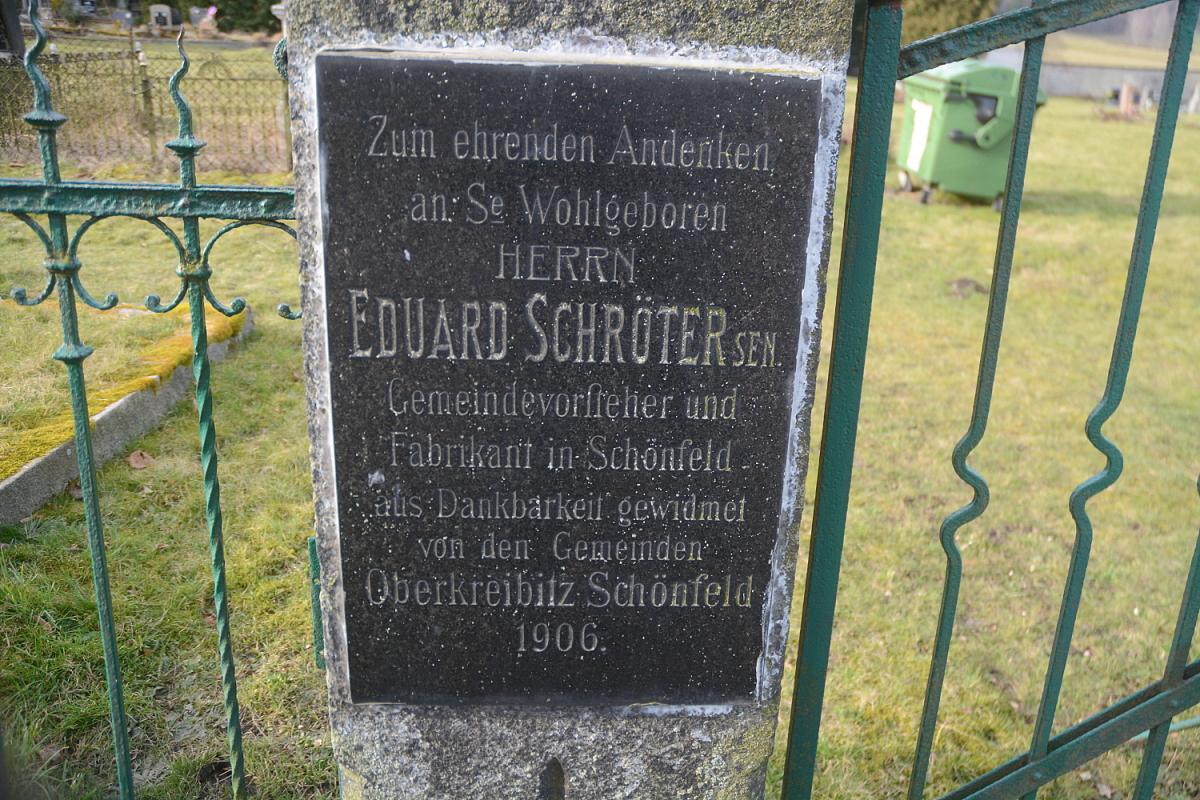 Zum ehrenden Andenken
an Se Wohlgeboren
HERRN
EDUARD SCHRÖTER SEN.
Gemeindevorsteher und
Fabrikant in Schönfeld
aus Dankbarkeit gewidmet
von den Gemeinden
Oberkreibitz Schönfeld
1906.